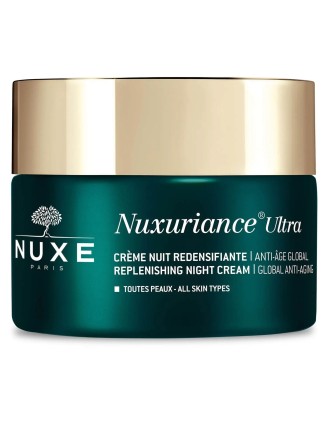 Nuxuriance® Ultra
NUXE
PARIS
CRÈME NUIT REDENSIFIANTE | ANTI-ÂGE GLOBAL
REPLENISHING NIGHT CREAM | GLOBAL ANTI-AGING
TOUTES PEAUX - ALL SKIN TYPES